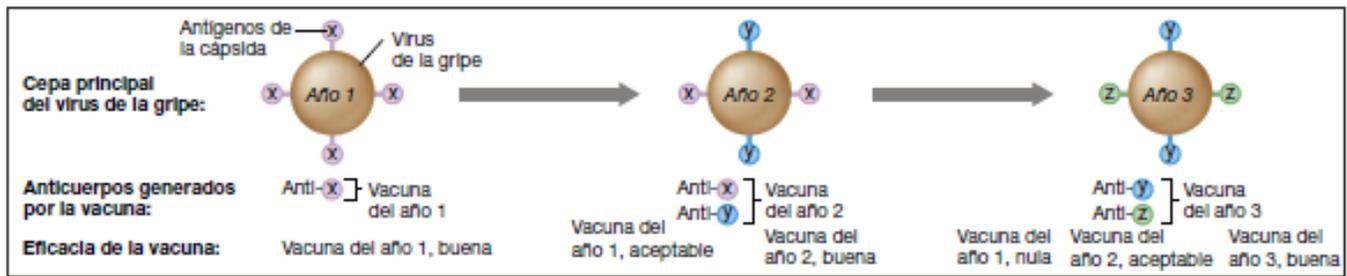 Antígenos de
la cápsida
x
Virus
de la gripe
y
Cepa principal
del virus de la gripe:
x Año 1 x
x Año 2 x
z Año 3 z
x
y
y
Anticuerpos generados
por la vacuna:
Anti-x
Vacuna
del año 1
Anti-x
Anti-y
Vacuna
del año 2
Anti-y
Anti-z
Vacuna
del año 3
Eficacia de la vacuna:
Vacuna del año 1, buena
Vacuna del
año 1, aceptable
Vacuna del
año 2, buena
Vacuna del
año 1, nula
Vacuna del
año 2, aceptable
Vacuna del
año 3, buena
y